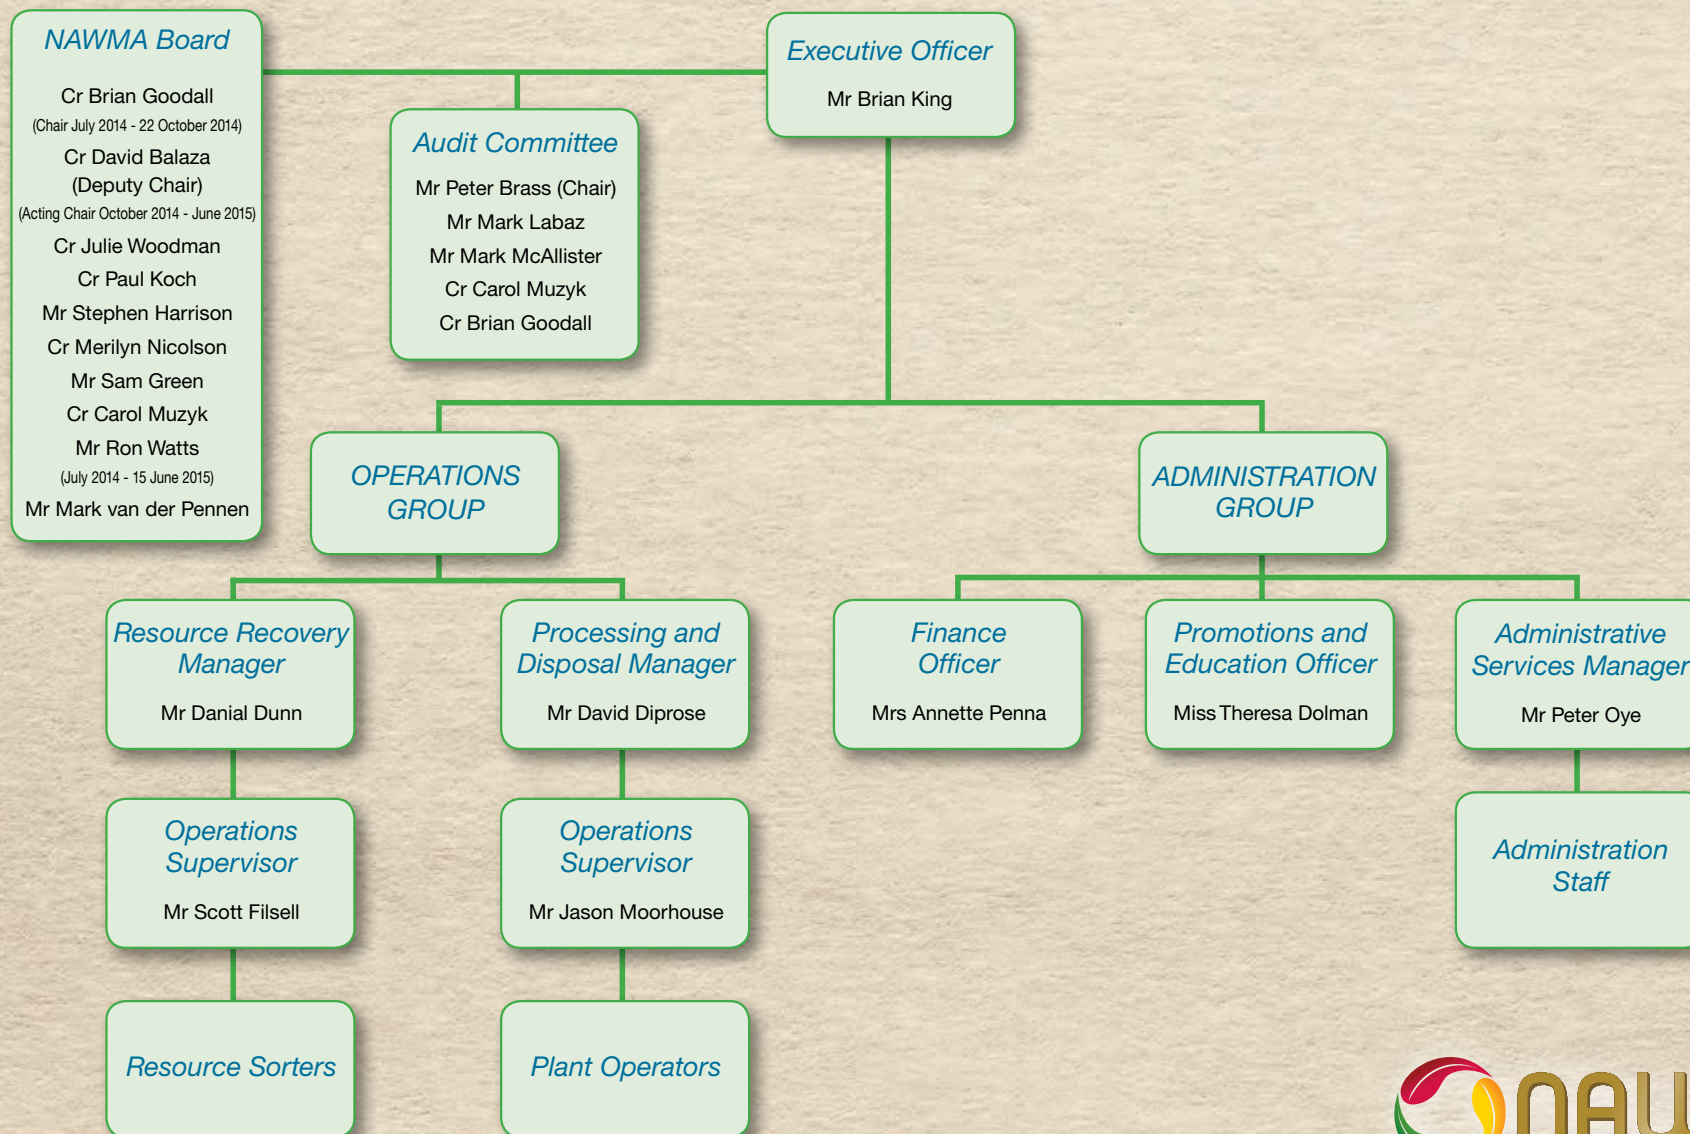 NAWMA Board
Cr Brian Goodall
(Chair July 2014 - 22 October 2014)
Cr David Balaza
(Deputy Chair)
(Acting Chair October 2014 - June 2015)
Cr Julie Woodman
Cr Paul Koch
Mr Stephen Harrison
Cr Merilyn Nicolson
Mr Sam Green
Cr Carol Muzyk
Mr Ron Watts
(July 2014 - 15 June 2015)
Mr Mark van der Pennen
Audit Committee
Mr Peter Brass (Chair)
Mr Mark Labaz
Mr Mark McAllister
Cr Carol Muzyk
Cr Brian Goodall
Executive Officer
Mr Brian King
OPERATIONS
GROUP
ADMINISTRATION
GROUP
Resource Recovery
Manager
Mr Danial Dunn
Processing and
Disposal Manager
Mr David Diprose
Finance
Officer
Mrs Annette Penna
Promotions and
Education Officer
Miss Theresa Dolman
Administrative
Services Manager
Mr Peter Oye
Operations
Supervisor
Mr Scott Filsell
Operations
Supervisor
Mr Jason Moorhouse
Administration
Staff
Resource Sorters
Plant Operators